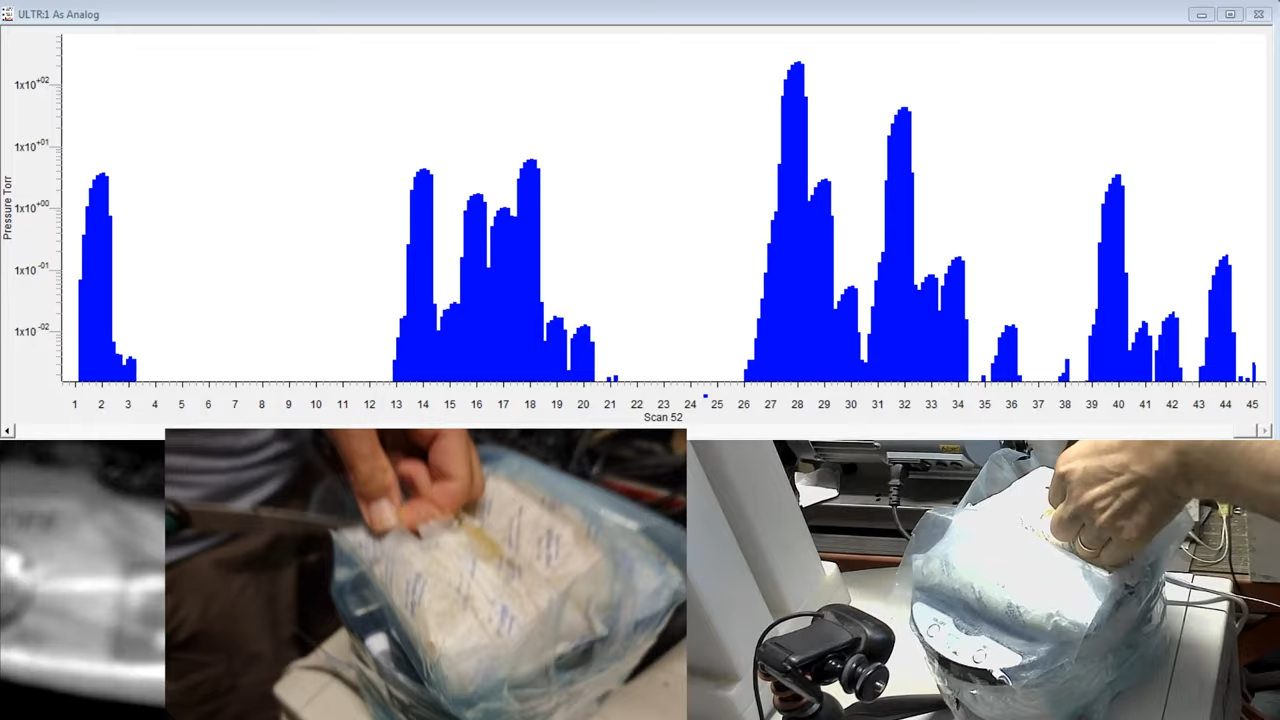 ULTR:1 As Analog
1x10+02
1x10+01
1x10+00
1x10-01
1x10-02
Pressure Torr
1 2 3 4 5 6 7 8 9 10 11 12 13 14 15 16 17 18 19 20 21 22 23 24 25 26 27 28 29 30 31 32 33 34 35 36 37 38 39 40 41 42 43 44 45
Scan 52